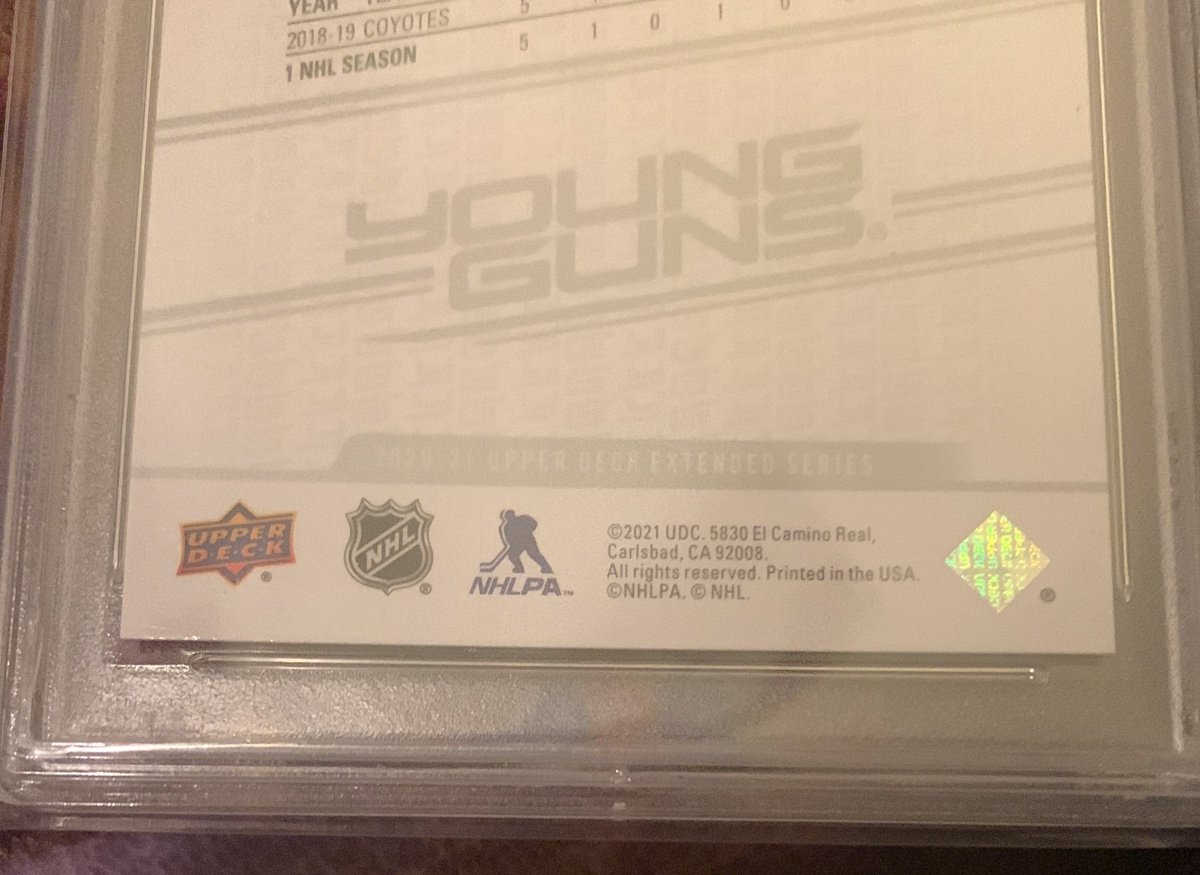 YEAR
2018-19 COYOTES 5 1 0 1 0
1 NHL SEASON 5 1 0 1 0
YOUNG
GUNS®
2020-21 UPPER DECK EXTENDED SERIES
UPPER
D·E·C·K ®
NHL ®
NHLPA™
©2021 UDC. 5830 El Camino Real,
Carlsbad, CA 92008.
All rights reserved. Printed in the USA.
©NHLPA. © NHL.
®